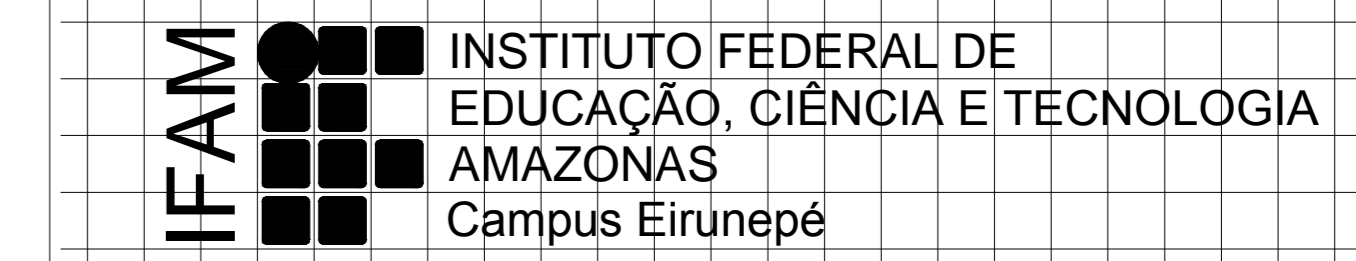 IFAM
INSTITUTO FEDERAL DE
EDUCAÇÃO, CIÊNCIA E TECNOLOGIA
AMAZONAS
Campus Eirunepé